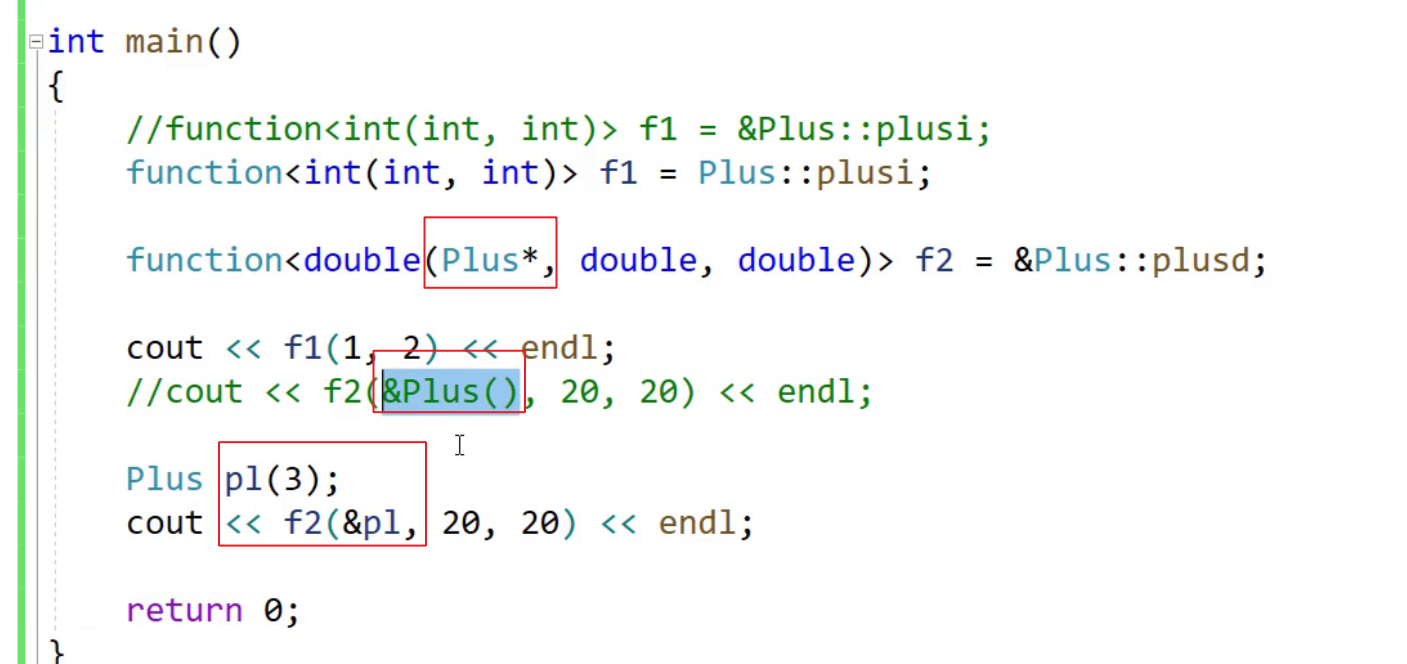 int main()
{
//function<int(int, int)> f1 = &Plus::plusi;
function<int(int, int)> f1 = Plus::plusi;
function<double(Plus*, double, double)> f2 = &Plus::plusd;
cout << f1(1, 2) << endl;
//cout << f2(&Plus(), 20, 20) << endl;
Plus pl(3);
cout << f2(&pl, 20, 20) << endl;
return 0;
}